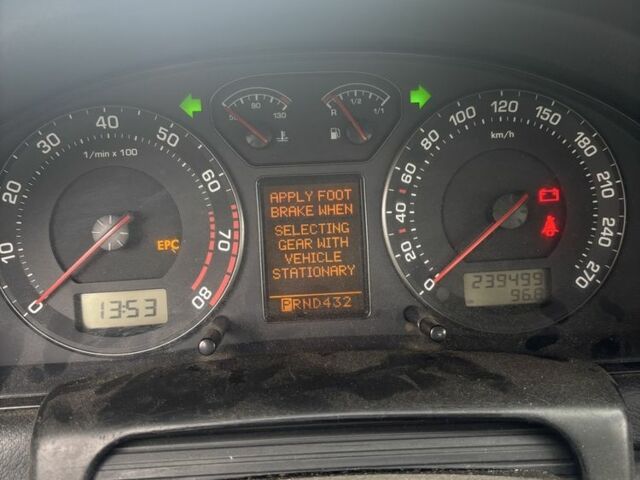 50 90 130
R 1/2 1/1
0 10 20 30 40 50 60 70 80
1/min x 100
EPC
13:53
APPLY FOOT
BRAKE WHEN
SELECTING
GEAR WITH
VEHICLE
STATIONARY
PRND432
0 20 40 60 80 100 120 150 180 210 240 270
km/h
239499
96.6